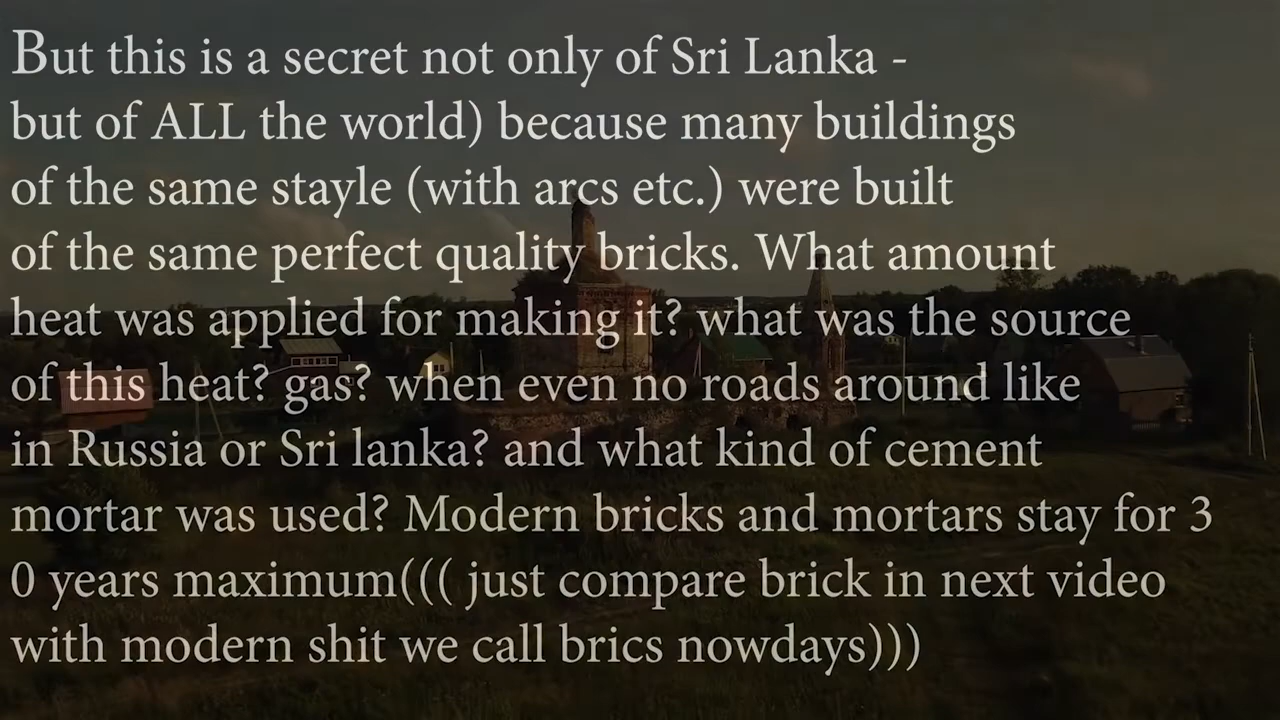 But this is a secret not only of Sri Lanka -
but of ALL the world) because many buildings
of the same stayle (with arcs etc.) were built
of the same perfect quality bricks. What amount
heat was applied for making it? what was the source
of this heat? gas? when even no roads around like
in Russia or Sri lanka? and what kind of cement
mortar was used? Modern bricks and mortars stay for 3
0 years maximum((( just compare brick in next video
with modern shit we call brics nowdays)))